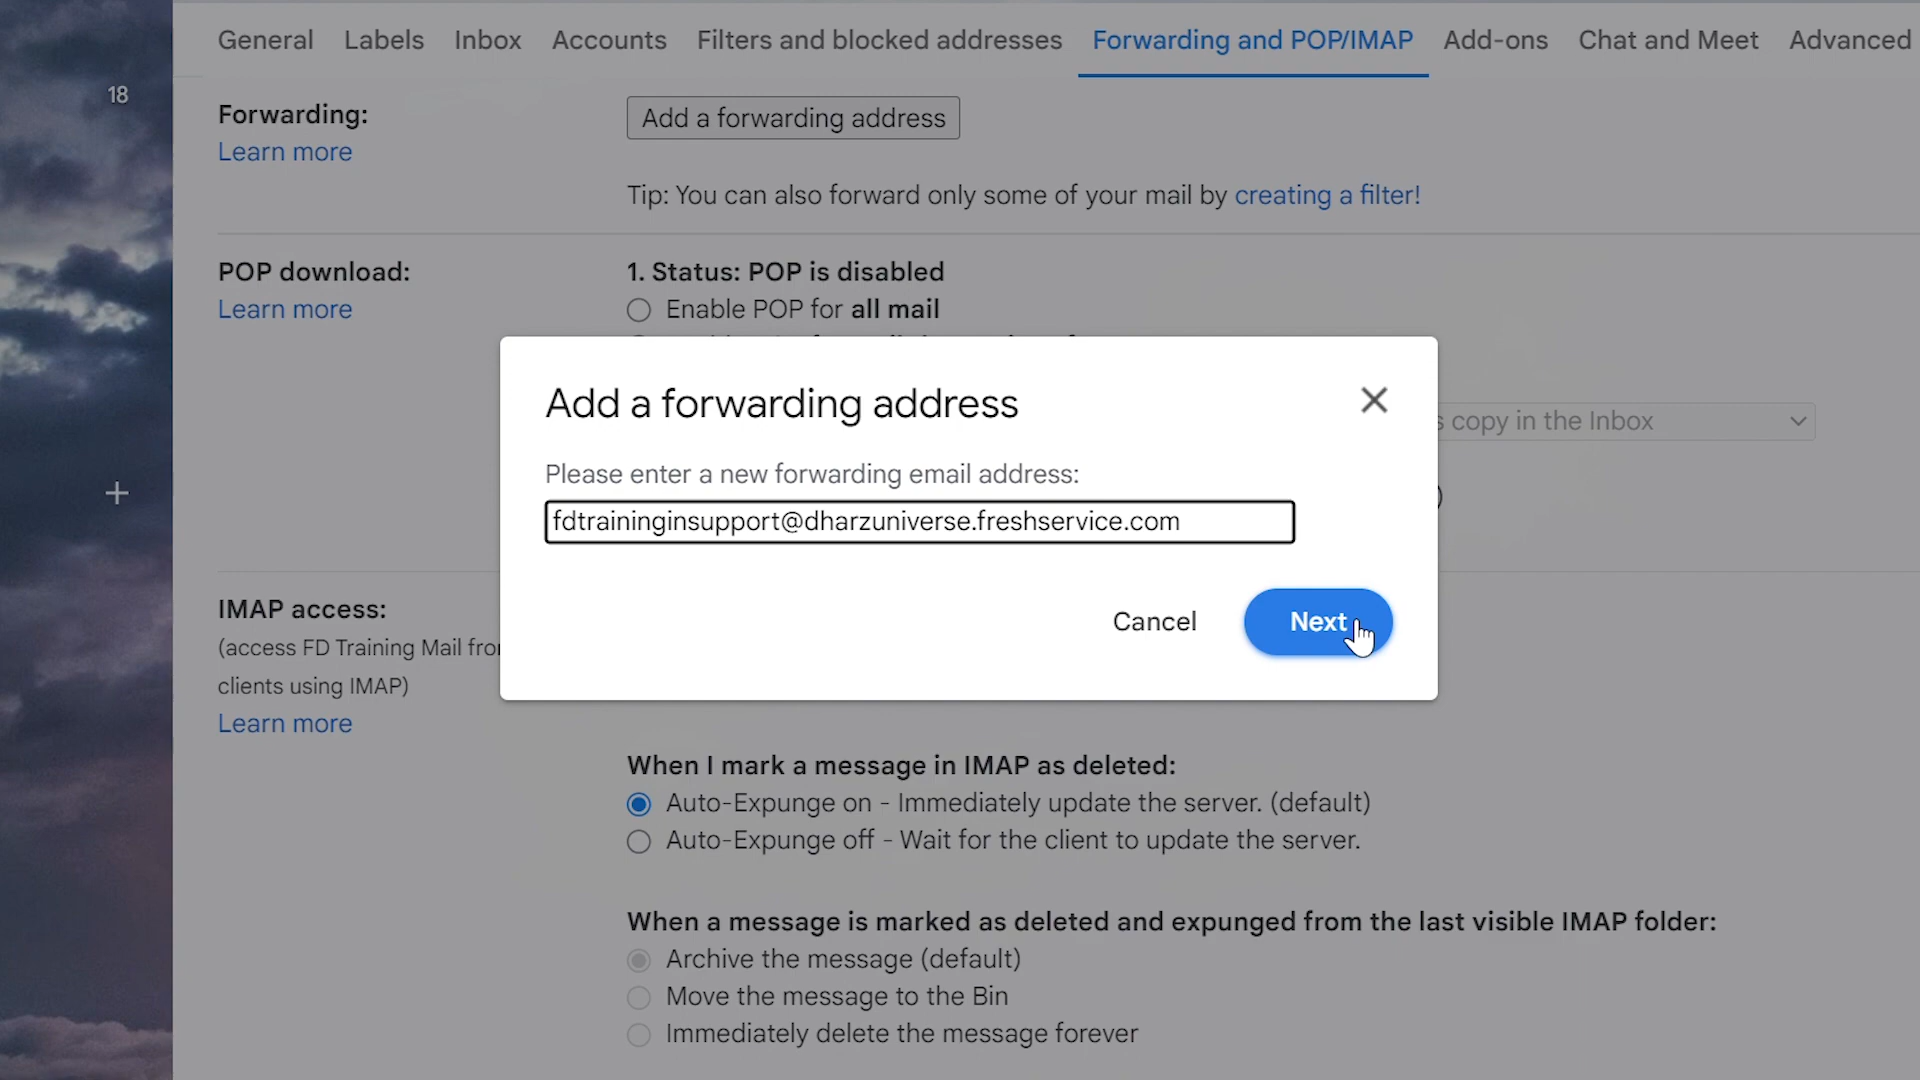 General Labels Inbox Accounts Filters and blocked addresses Forwarding and POP/IMAP Add-ons Chat and Meet Advanced
18
Forwarding:
Learn more
Add a forwarding address
Tip: You can also forward only some of your mail by creating a filter!
POP download:
Learn more
1. Status: POP is disabled
Enable POP for all mail
Add a forwarding address
Please enter a new forwarding email address:
fdtraininginsupport@dharzuniverse.freshservice.com
Cancel Next
copy in the Inbox
IMAP access:
(access FD Training Mail
clients using IMAP)
Learn more
When I mark a message in IMAP as deleted:
Auto-Expunge on - Immediately update the server. (default)
Auto-Expunge off - Wait for the client to update the server.
When a message is marked as deleted and expunged from the last visible IMAP folder:
Archive the message (default)
Move the message to the Bin
Immediately delete the message forever